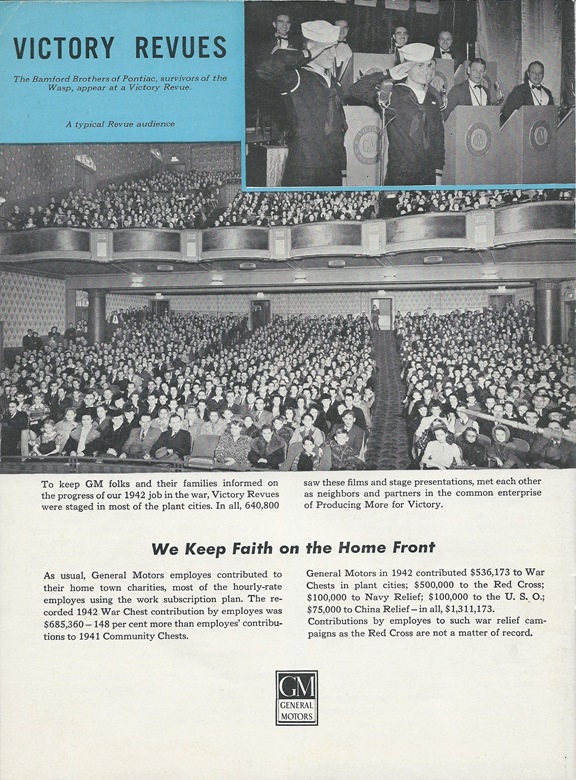 VICTORY REVUES
The Bamford Brothers of Pontiac, survivors of the
Wasp, appear at a Victory Revue.
A typical Revue audience
To keep GM folks and their families informed on
the progress of our 1942 job in the war, Victory Revues
were staged in most of the plant cities. In all, 640,800
saw these films and stage presentations, met each other
as neighbors and partners in the common enterprise
of Producing More for Victory.
We Keep Faith on the Home Front
As usual, General Motors employes contributed to
their home town charities, most of the hourly-rate
employes using the work subscription plan. The re-
corded 1942 War Chest contribution by employes was
$685,360 – 148 per cent more than employes' contribu-
tions to 1941 Community Chests.
General Motors in 1942 contributed $536,173 to War
Chests in plant cities; $500,000 to the Red Cross;
$100,000 to Navy Relief; $100,000 to the U. S. O.;
$75,000 to China Relief – in all, $1,311,173.
Contributions by employes to such war relief cam-
paigns as the Red Cross are not a matter of record.
GM
GENERAL
MOTORS